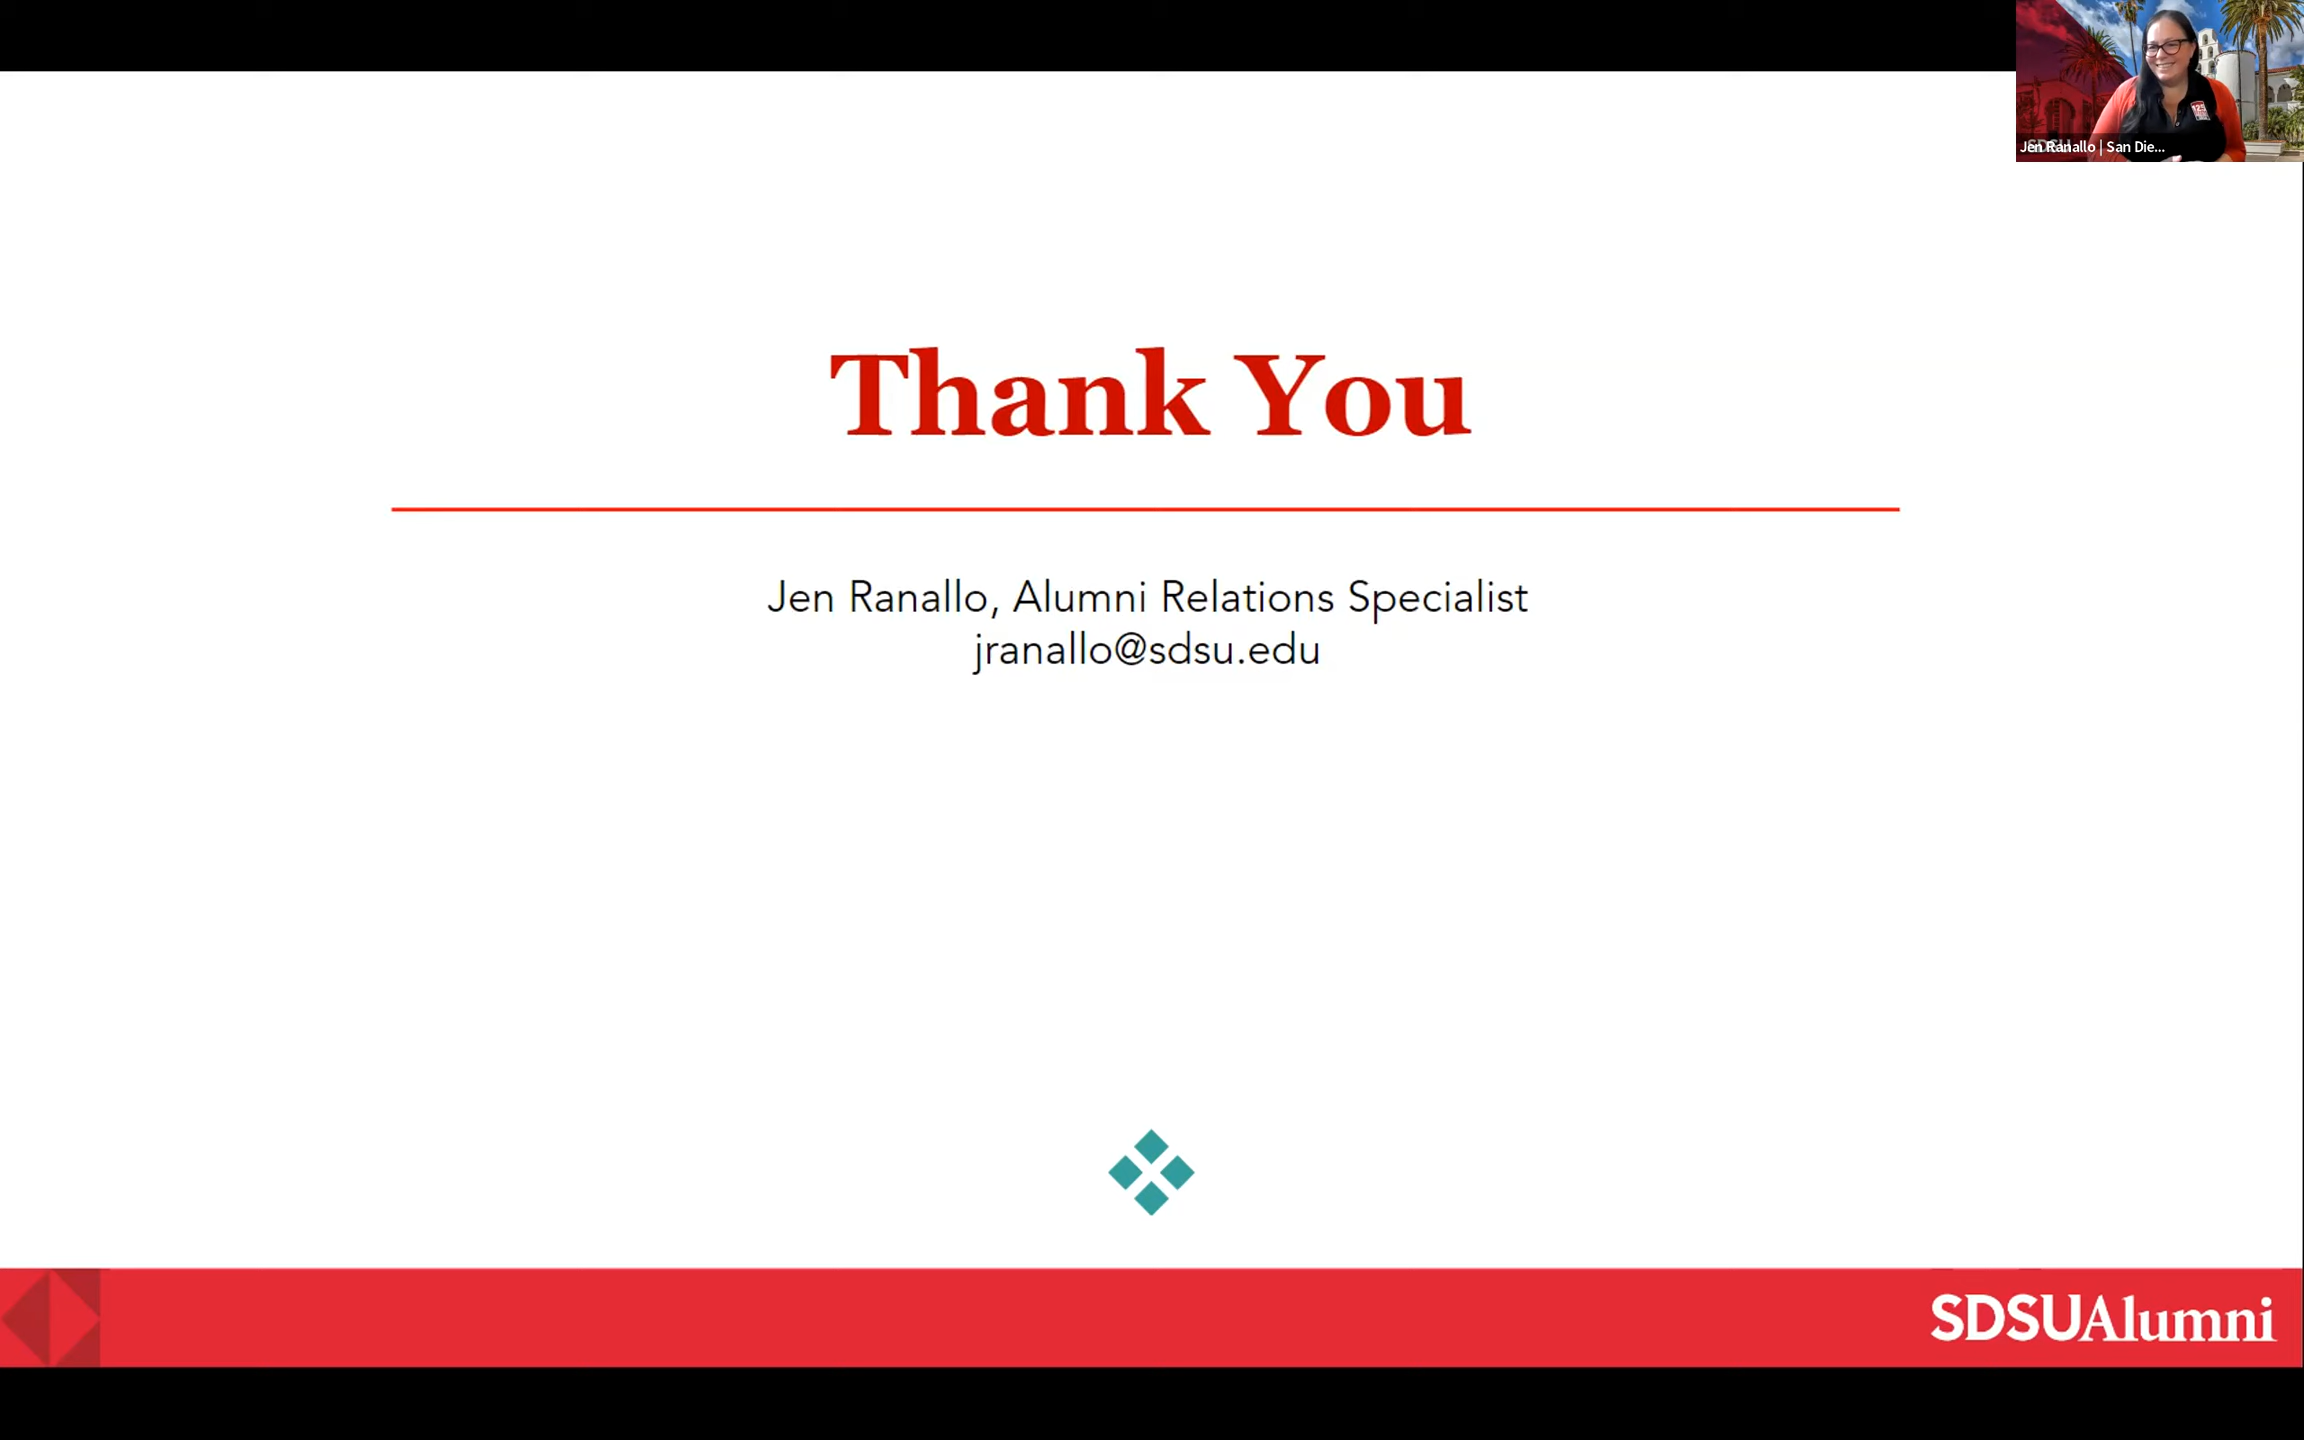 Jen Ranallo | San Die...
Thank You
Jen Ranallo, Alumni Relations Specialist
jranallo@sdsu.edu
SDSUAlumni